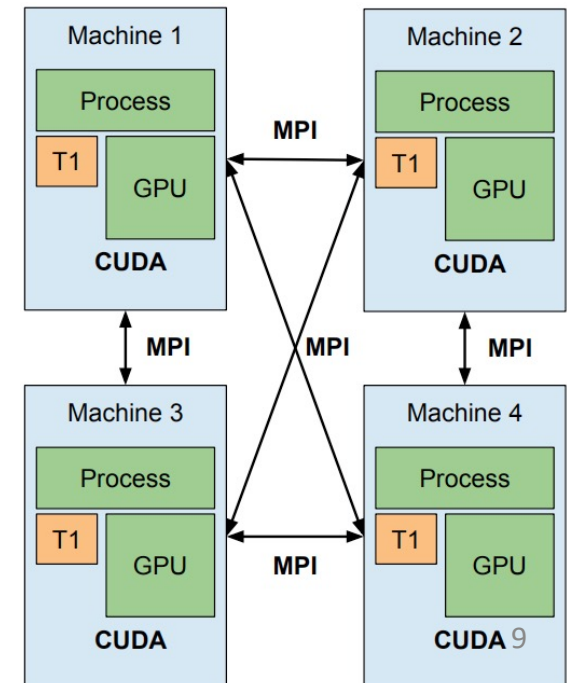 Machine 1
Process
T1
GPU
CUDA
MPI
Machine 2
Process
T1
GPU
CUDA
MPI
MPI
MPI
Machine 3
Process
T1
GPU
CUDA
MPI
Machine 4
Process
T1
GPU
CUDA 9